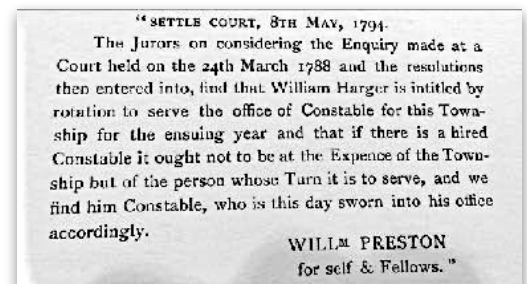 "SETTLE COURT, 8TH MAY, 1794.
The Jurors on considering the Enquiry made at a
Court held on the 24th March 1788 and the resolutions
then entered into, find that William Harger is intitled by
rotation to serve the office of Constable for this Town-
ship for the ensuing year and that if there is a hired
Constable it ought not to be at the Expence of the Town-
ship but of the person whose Turn it is to serve, and we
find him Constable, who is this day sworn into his office
accordingly.
WILLM PRESTON
for self & Fellows."